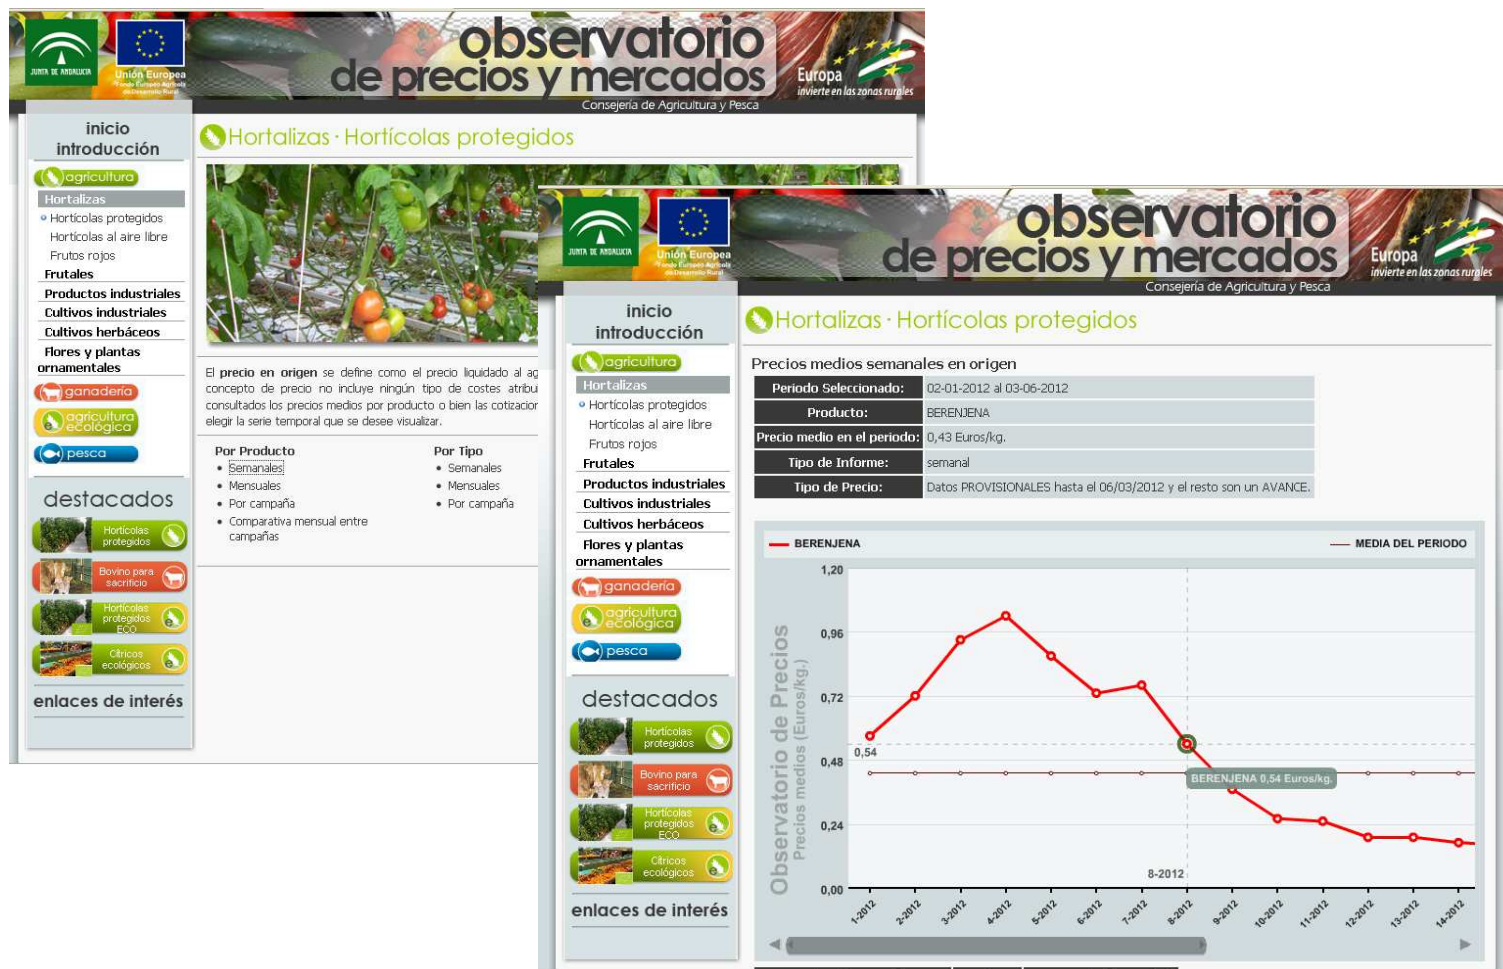 JUNTA DE ANDALUCIA
Unión Europea
Fondo Europeo Agrícola
de Desarrollo Rural
observatorio
de precios y mercados
Europa
invierte en las zonas rurales
Consejería de Agricultura y Pesca
inicio
introducción
agricultura
Hortalizas
Hortícolas protegidos
Hortícolas al aire libre
Frutos rojos
Frutales
Productos industriales
Cultivos industriales
Cultivos herbáceos
Flores y plantas
ornamentales
ganadería
agricultura
ecológica
pesca
destacados
Hortícolas
protegidos
Bovino para
sacrificio
Hortícolas
protegidos
ECO
Cítricos
ecológicos
enlaces de interés
Hortalizas · Hortícolas protegidos
El precio en origen se define como el precio liquidado al ag
concepto de precio no incluye ningún tipo de costes atribui
consultados los precios medios por producto o bien las cotizacion
elegir la serie temporal que se desee visualizar.
Por Producto
Semanales
Mensuales
Por campaña
Comparativa mensual entre
campañas
Por Tipo
Semanales
Mensuales
Por campaña
JUNTA DE ANDALUCIA
Unión Europea
Fondo Europeo Agrícola
de Desarrollo Rural
observatorio
de precios y mercados
Europa
invierte en las zonas rurales
Consejería de Agricultura y Pesca
inicio
introducción
agricultura
Hortalizas
Hortícolas protegidos
Hortícolas al aire libre
Frutos rojos
Frutales
Productos industriales
Cultivos industriales
Cultivos herbáceos
Flores y plantas
ornamentales
ganadería
agricultura
ecológica
pesca
destacados
Hortícolas
protegidos
Bovino para
sacrificio
Hortícolas
protegidos
ECO
Cítricos
ecológicos
enlaces de interés
Hortalizas · Hortícolas protegidos
Precios medios semanales en origen
Periodo Seleccionado: 02-01-2012 al 03-06-2012
Producto: BERENJENA
Precio medio en el periodo: 0,43 Euros/kg.
Tipo de Informe: semanal
Tipo de Precio: Datos PROVISIONALES hasta el 06/03/2012 y el resto son un AVANCE.
BERENJENA
MEDIA DEL PERIODO
Observatorio de Precios
Precios medios (Euros/kg.)
1,20
0,96
0,72
0,54
0,48
0,24
0,00
BERENJENA 0,54 Euros/kg.
8-2012
1-2012 2-2012 3-2012 4-2012 5-2012 6-2012 7-2012 8-2012 9-2012 10-2012 11-2012 12-2012 13-2012 14-2012